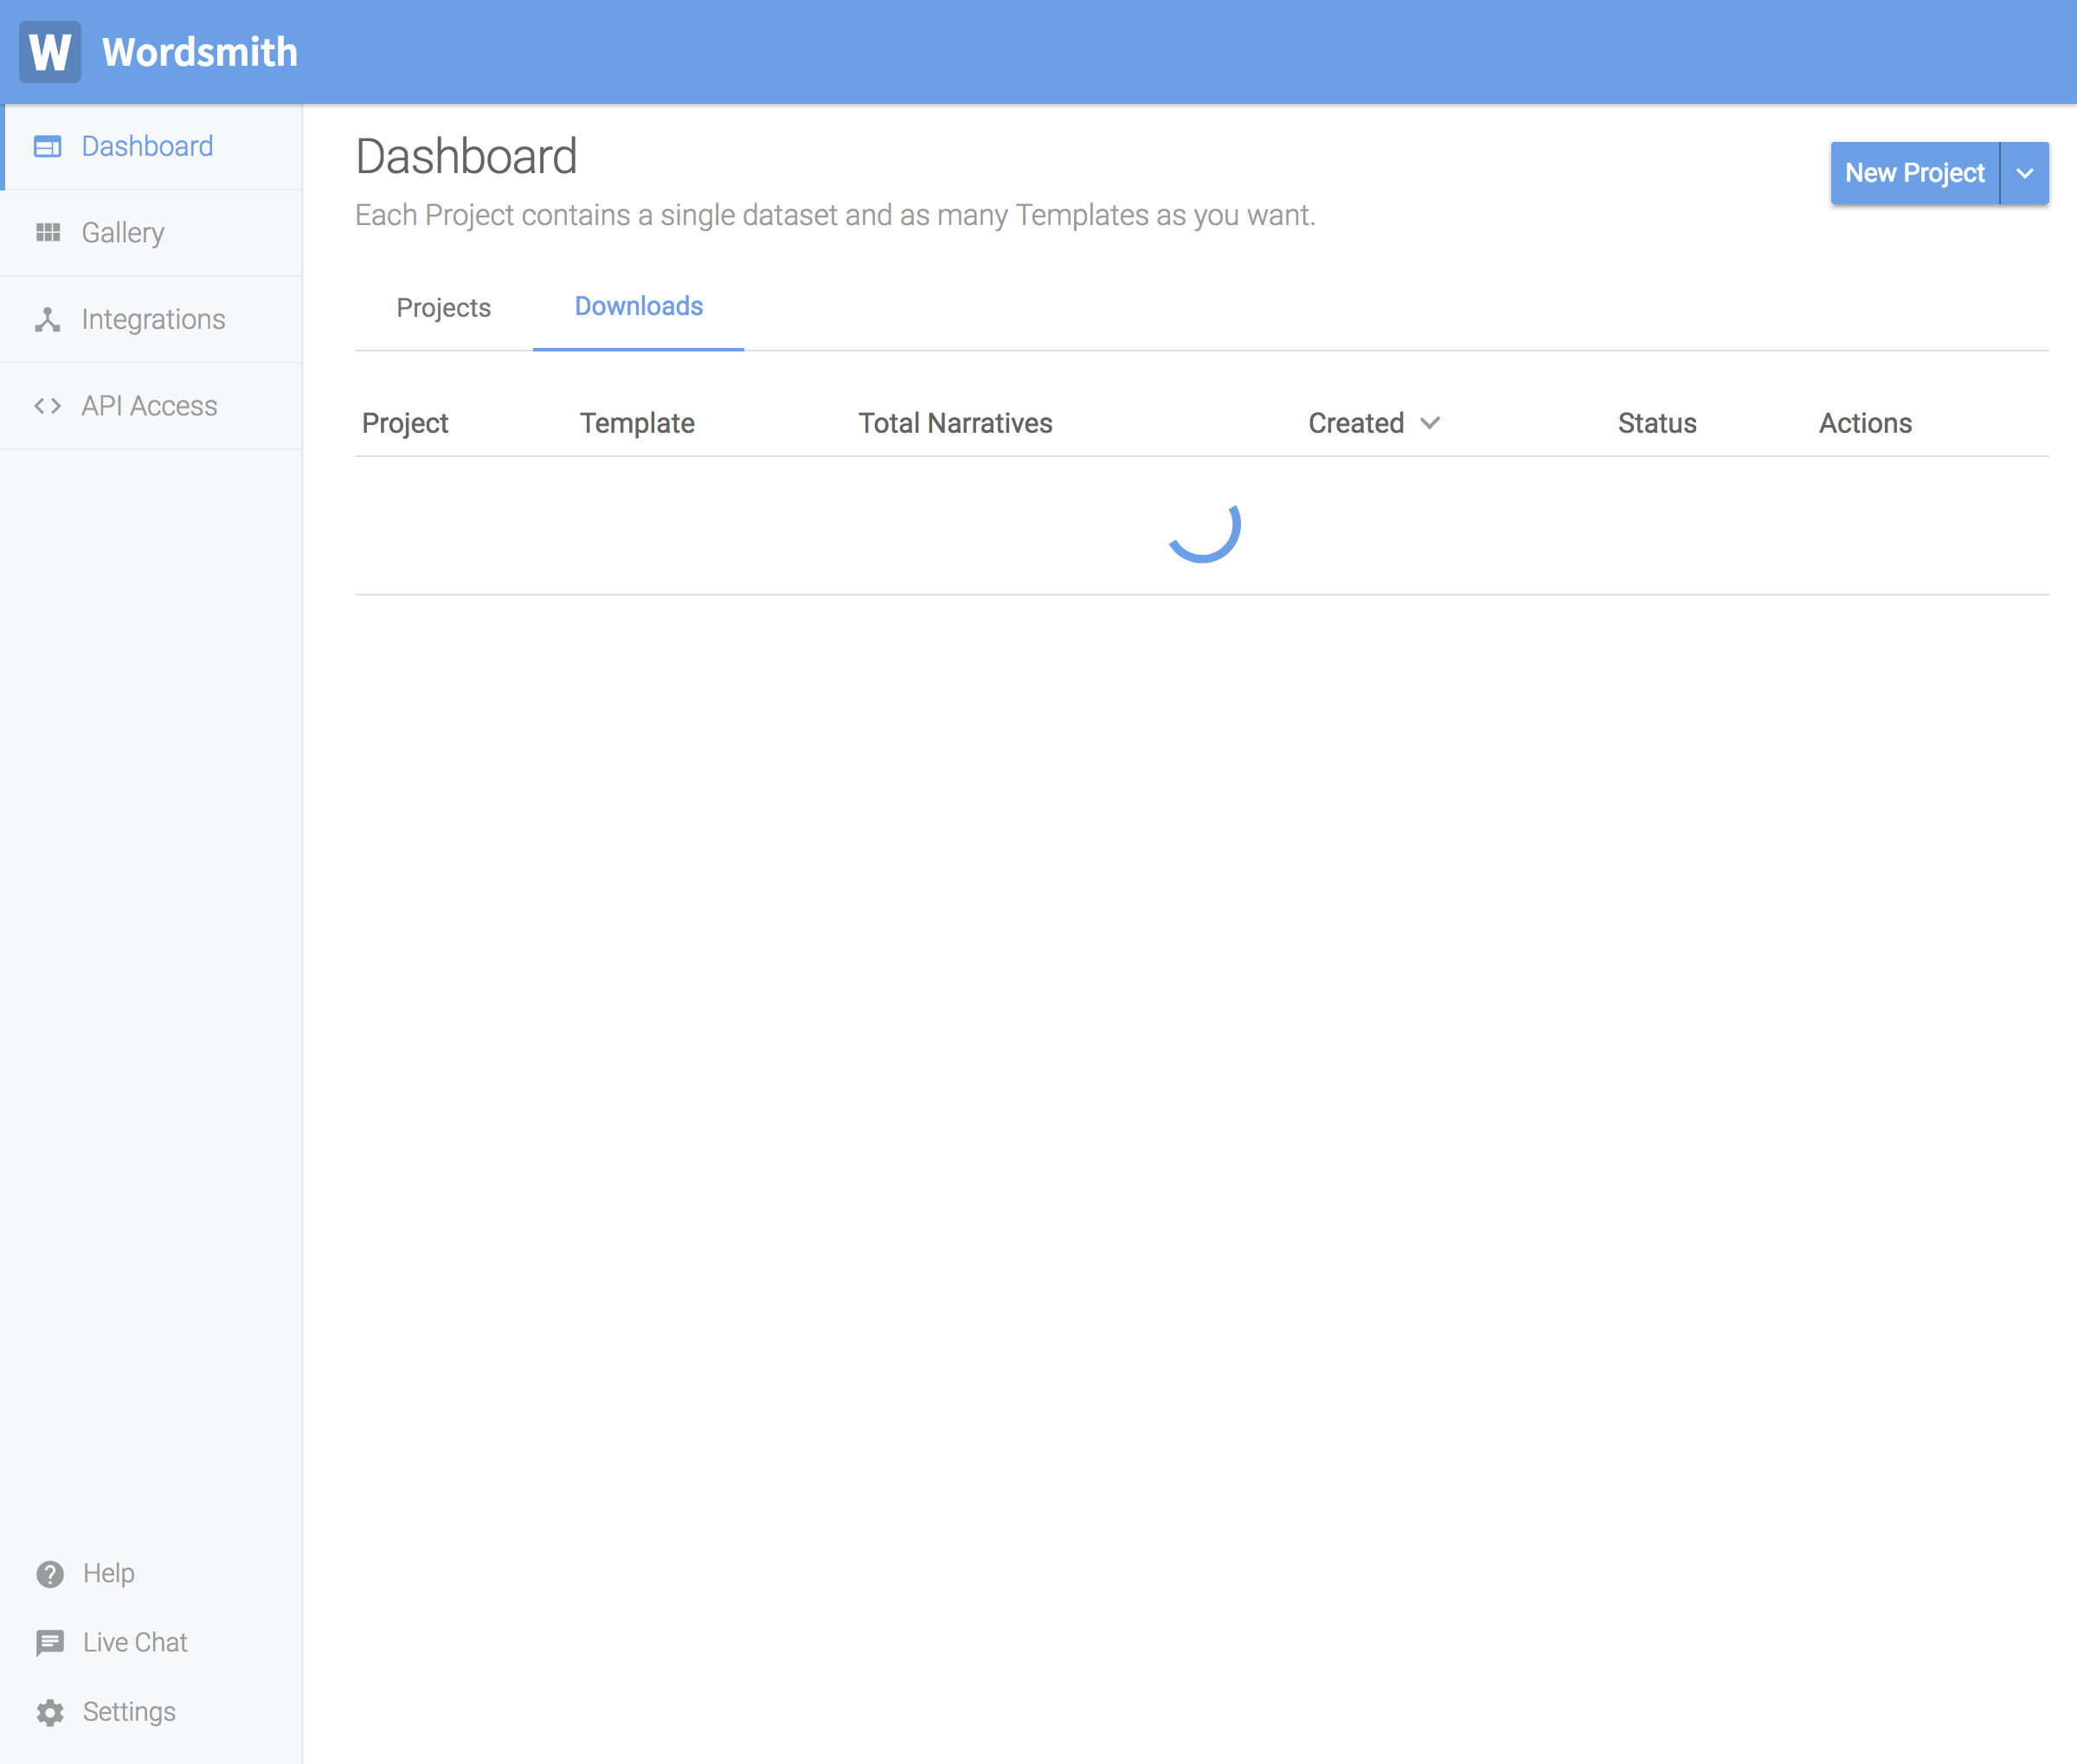 W Wordsmith
Dashboard
Gallery
Integrations
API Access
Help
Live Chat
Settings
Dashboard
Each Project contains a single dataset and as many Templates as you want.
New Project
Projects Downloads
Project Template Total Narratives Created Status Actions